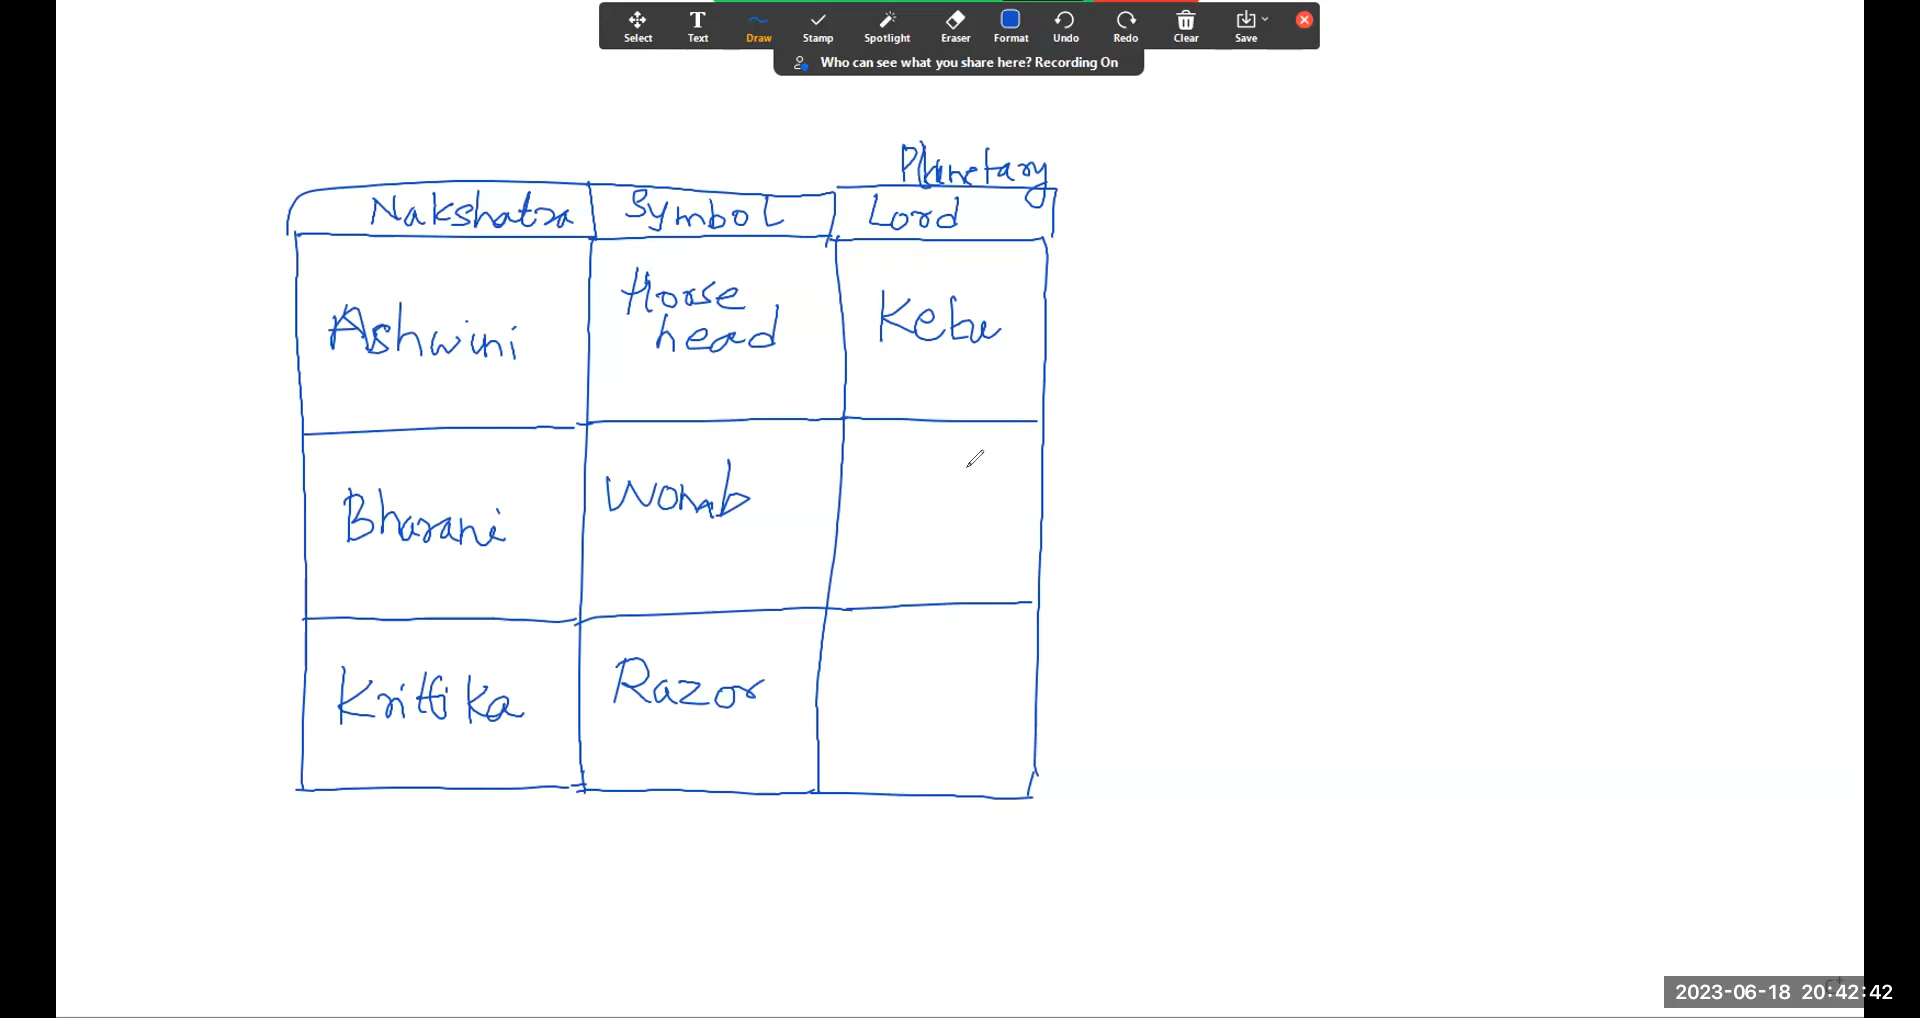 Select Text Draw Stamp Spotlight Eraser Format Undo Redo Clear Save
Who can see what you share here? Recording On
Planetary
Nakshatra Symbol Lord
Ashwini Horse head Ketu
Bharani Womb
Krittika Razor
2023-06-18 20:42:42